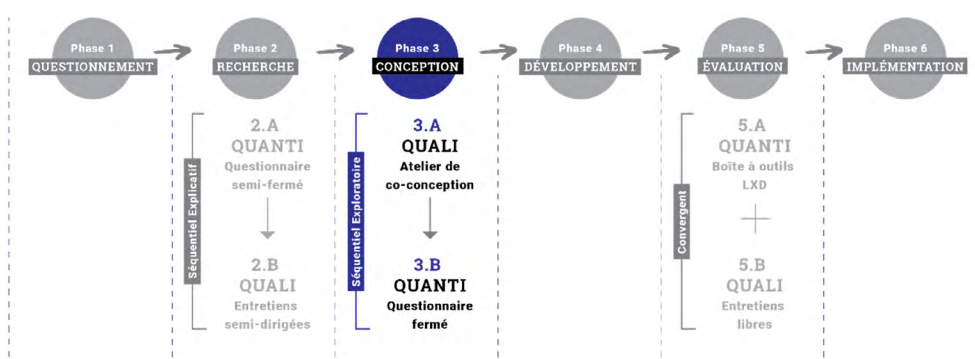 Phase 1
QUESTIONNEMENT
Phase 2
RECHERCHE
Phase 3
CONCEPTION
Phase 4
DÉVELOPPEMENT
Phase 5
ÉVALUATION
Phase 6
IMPLÉMENTATION
Séquentiel Explicatif
2.A
QUANTI
Questionnaire
semi-fermé
2.B
QUALI
Entretiens
semi-dirigées
Séquentiel Exploratoire
3.A
QUALI
Atelier de
co-conception
3.B
QUANTI
Questionnaire
fermé
Convergent
5.A
QUANTI
Boîte à outils
LXD
5.B
QUALI
Entretiens
libres